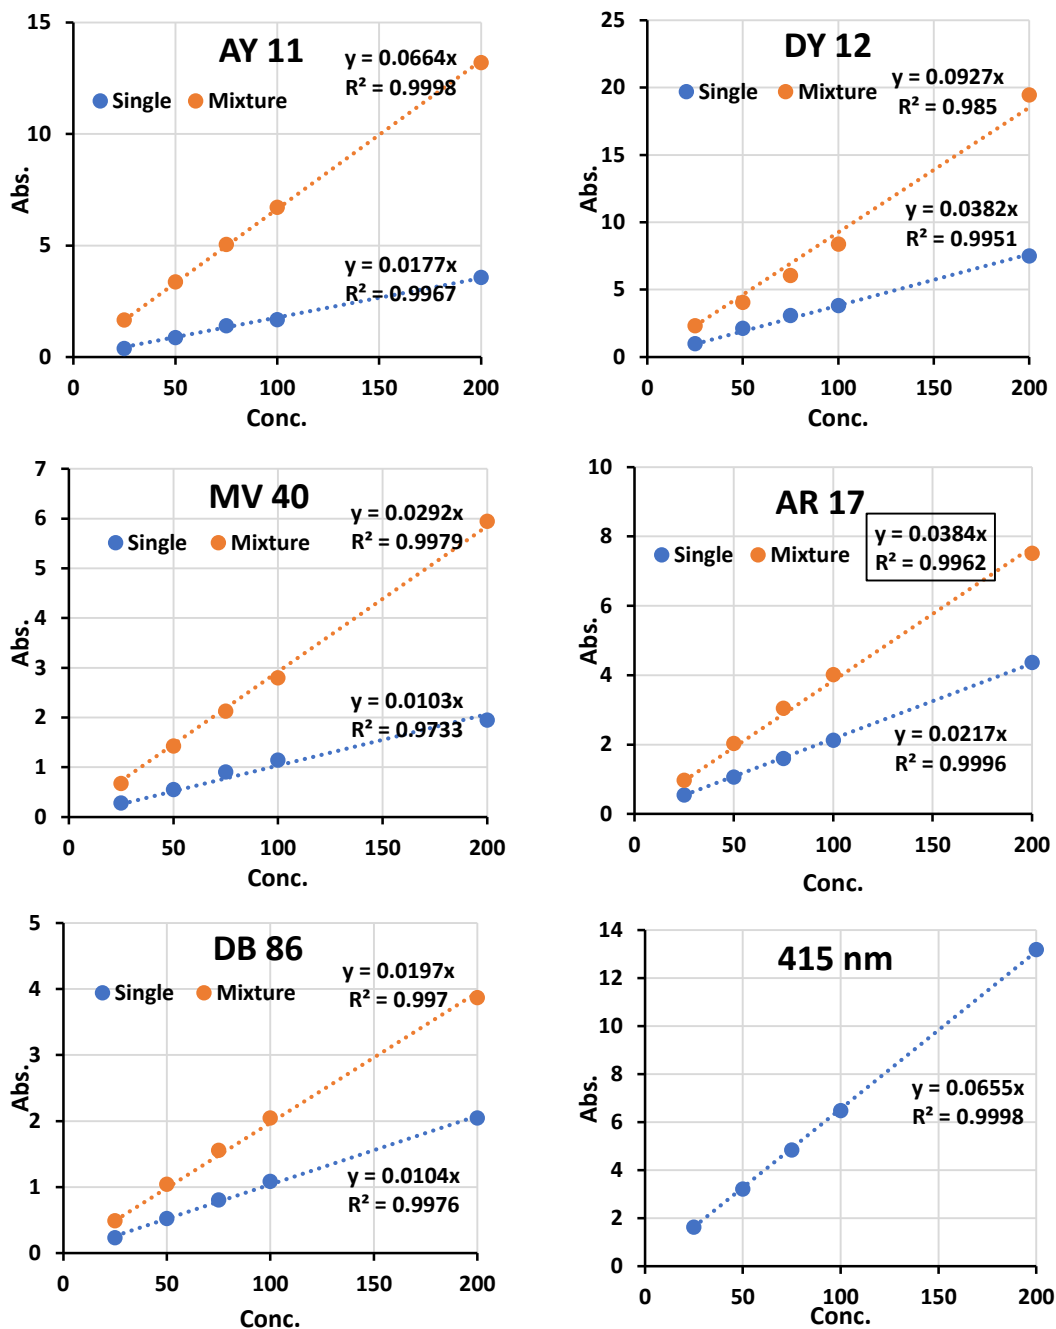 AY 11
Single Mixture
y = 0.0664x
R² = 0.9998
y = 0.0177x
R² = 0.9967
15
10
5
0
0 50 100 150 200
Abs.
Conc.
DY 12
Single Mixture
y = 0.0927x
R² = 0.985
y = 0.0382x
R² = 0.9951
25
20
15
10
5
0
0 50 100 150 200
Abs.
Conc.
MV 40
Single Mixture
y = 0.0292x
R² = 0.9979
y = 0.0103x
R² = 0.9733
7
6
5
4
3
2
1
0
0 50 100 150 200
Abs.
Conc.
AR 17
Single Mixture
y = 0.0384x
R² = 0.9962
y = 0.0217x
R² = 0.9996
10
8
6
4
2
0
0 50 100 150 200
Abs.
Conc.
DB 86
Single Mixture
y = 0.0197x
R² = 0.997
y = 0.0104x
R² = 0.9976
5
4
3
2
1
0
0 50 100 150 200
Abs.
Conc.
415 nm
y = 0.0655x
R² = 0.9998
14
12
10
8
6
4
2
0
0 50 100 150 200
Abs.
Conc.